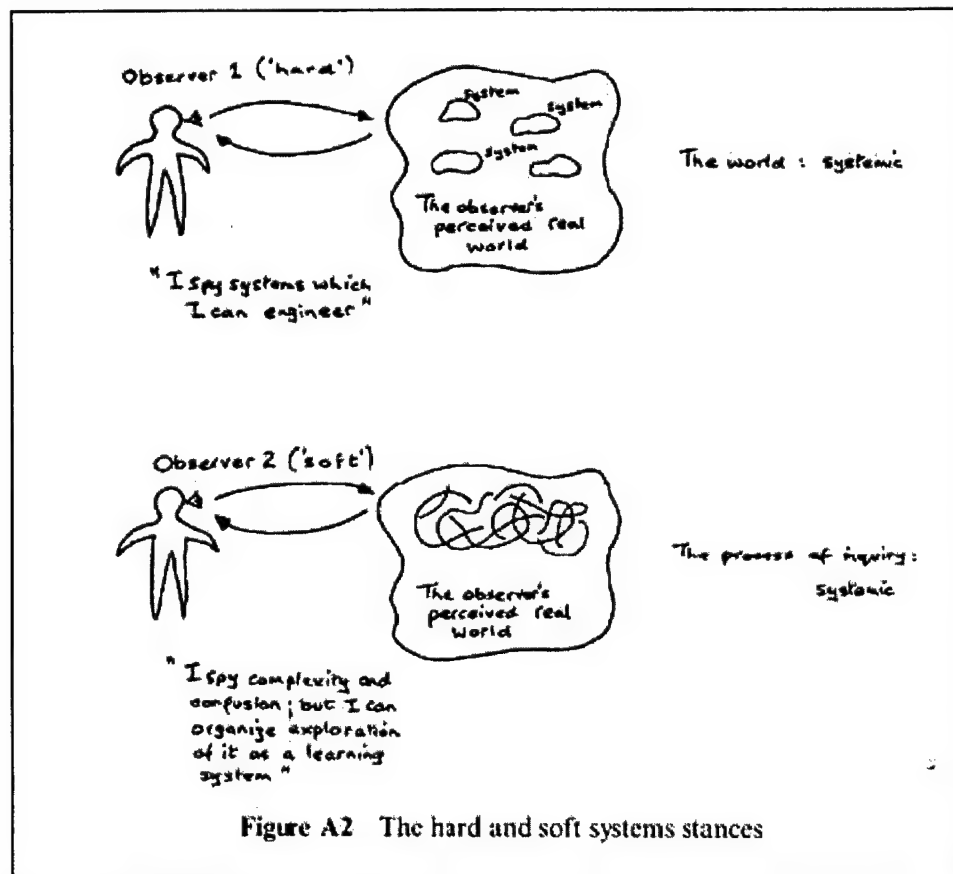 Observer 1 ('hard')
system
system
system
The observer's
perceived real
world
The world : systemic
"I spy systems which
I can engineer"
Observer 2 ('soft')
The observer's
perceived real
world
The process of inquiry:
systemic
"I spy complexity and
confusion; but I can
organize exploration
of it as a learning
system"
Figure A2 The hard and soft systems stances